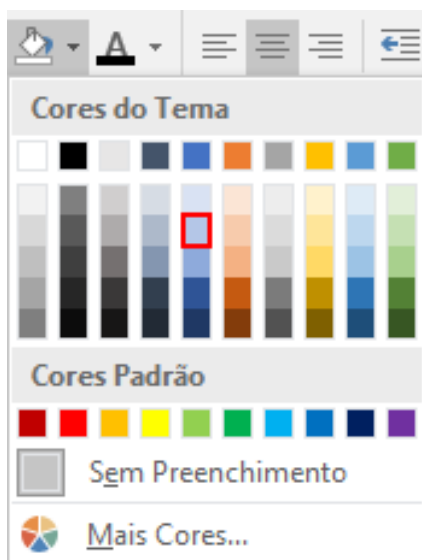 A
Cores do Tema
Cores Padrão
Sem Preenchimento
Mais Cores...